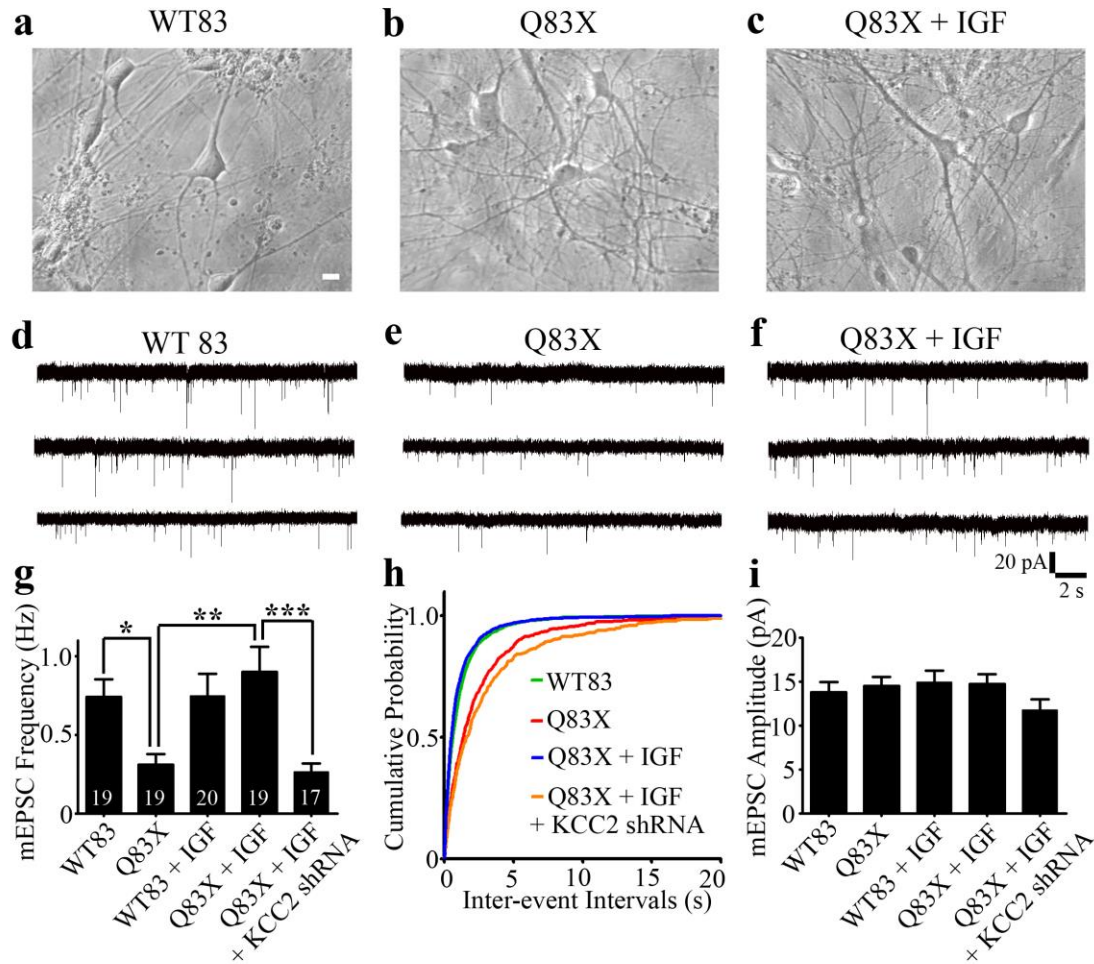 a WT83
b Q83X
c Q83X + IGF
d WT 83
e Q83X
f Q83X + IGF
20 pA
2 s
g
mEPSC Frequency (Hz)
1.0
0.5
0
* ** ***
19 19 20 19 17
WT83
Q83X
WT83 + IGF
Q83X + IGF
Q83X + IGF
+ KCC2 shRNA
h
Cumulative Probability
1.0
0.5
0
WT83
Q83X
Q83X + IGF
Q83X + IGF
+ KCC2 shRNA
0 5 10 15 20
Inter-event Intervals (s)
i
mEPSC Amplitude (pA)
20
15
10
5
0
WT83
Q83X
WT83 + IGF
Q83X + IGF
Q83X + IGF
+ KCC2 shRNA